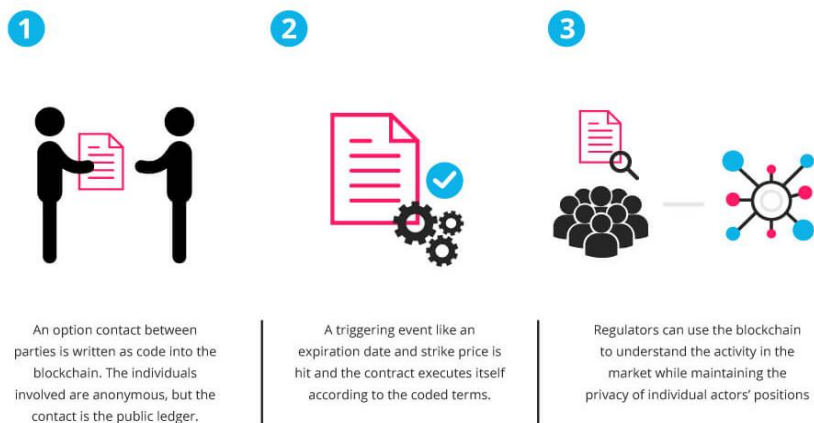 1
An option contact between
parties is written as code into the
blockchain. The individuals
involved are anonymous, but the
contact is the public ledger.
2
A triggering event like an
expiration date and strike price is
hit and the contract executes itself
according to the coded terms.
3
Regulators can use the blockchain
to understand the activity in the
market while maintaining the
privacy of individual actors' positions